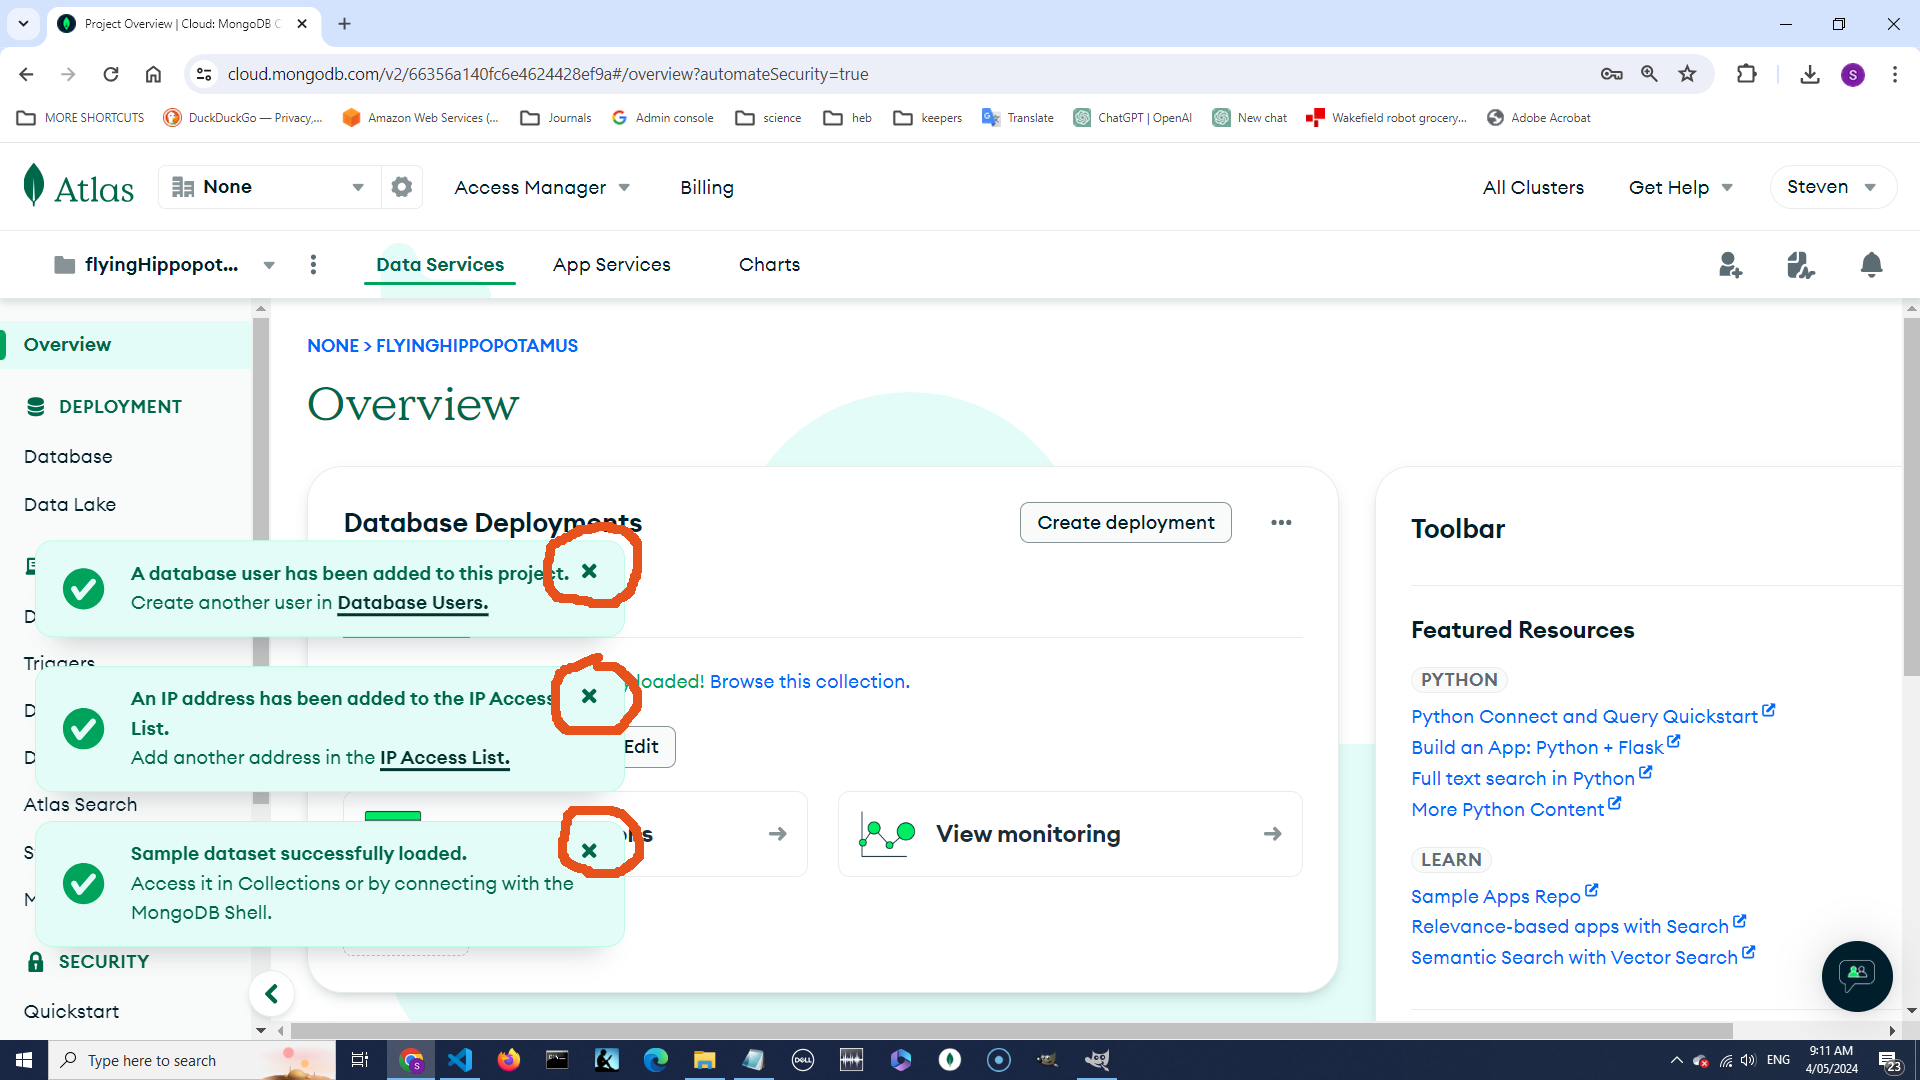 Project Overview | Cloud: MongoDB C
cloud.mongodb.com/v2/66356a140fc6e4624428ef9a#/overview?automateSecurity=true
S
MORE SHORTCUTS
DuckDuckGo — Privacy,...
Amazon Web Services (...
Journals
Admin console
science
heb
keepers
Translate
ChatGPT | OpenAI
New chat
Wakefield robot grocery...
Adobe Acrobat
Atlas
None
Access Manager
Billing
All Clusters
Get Help
Steven
flyingHippopot...
Data Services
App Services
Charts
Overview
DEPLOYMENT
Database
Data Lake
Triggers
Atlas Search
SECURITY
Quickstart
NONE > FLYINGHIPPOPOTAMUS
Overview
Database Deployments
Create deployment
A database user has been added to this project.
Create another user in Database Users.
An IP address has been added to the IP Access
List.
Add another address in the IP Access List.
loaded! Browse this collection.
Edit
Sample dataset successfully loaded.
Access it in Collections or by connecting with the
MongoDB Shell.
View monitoring
Toolbar
Featured Resources
PYTHON
Python Connect and Query Quickstart
Build an App: Python + Flask
Full text search in Python
More Python Content
LEARN
Sample Apps Repo
Relevance-based apps with Search
Semantic Search with Vector Search
Type here to search
S
DELL
ENG
9:11 AM
4/05/2024
23